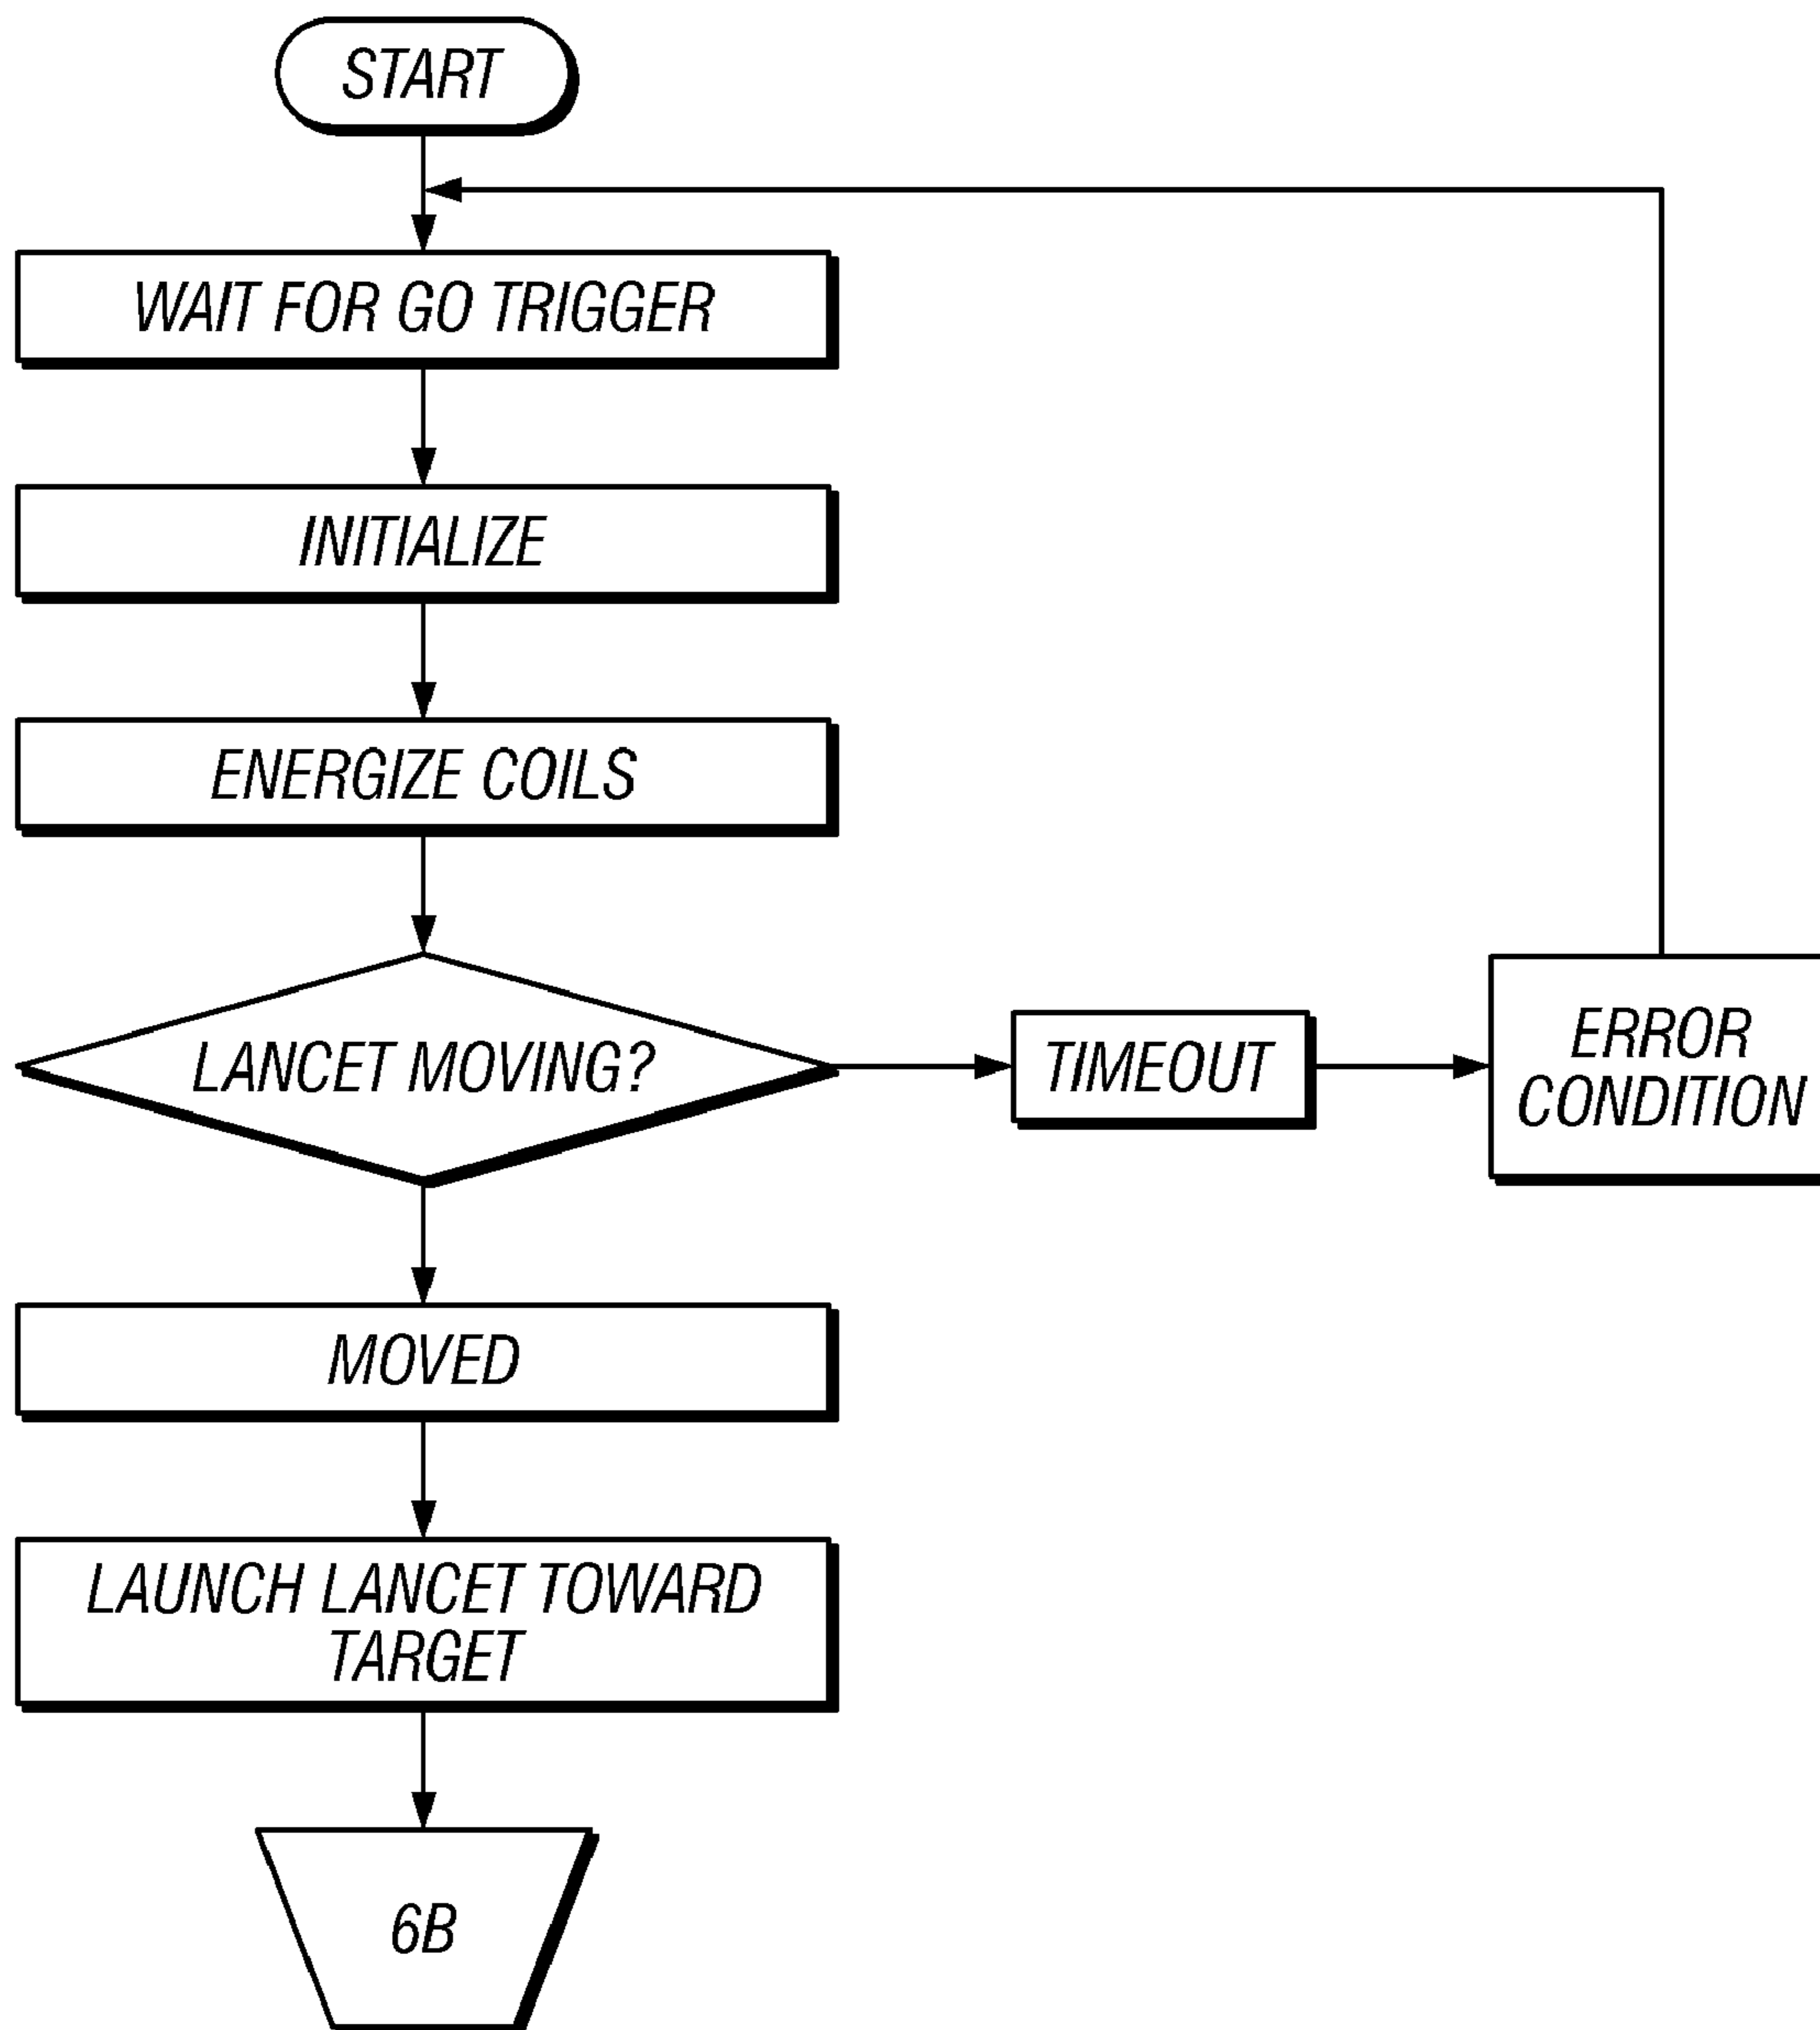 START
WAIT FOR GO TRIGGER
INITIALIZE
ENERGIZE COILS
LANCET MOVING?
TIMEOUT
ERROR
CONDITION
MOVED
LAUNCH LANCET TOWARD
TARGET
6B